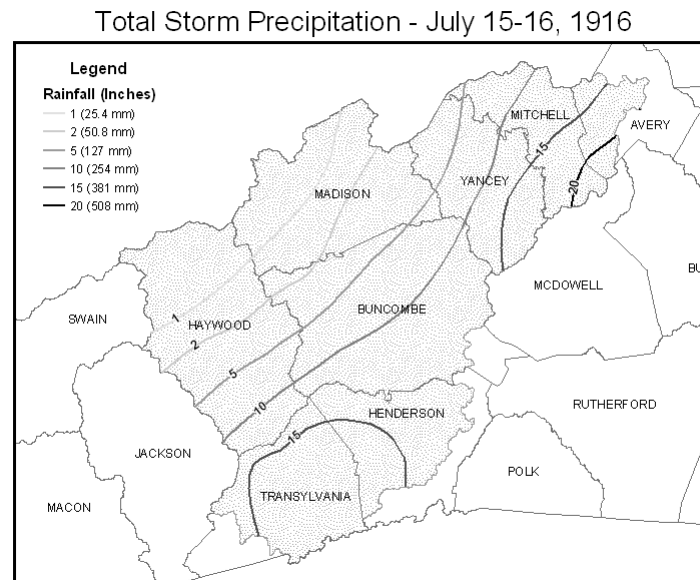 Total Storm Precipitation - July 15-16, 1916
Legend
Rainfall (Inches)
1 (25.4 mm)
2 (50.8 mm)
5 (127 mm)
10 (254 mm)
15 (381 mm)
20 (508 mm)
MITCHELL
AVERY
15
MADISON
YANCEY
20
BU
MCDOWELL
SWAIN
1
HAYWOOD
BUNCOMBE
2
5
10
RUTHERFORD
HENDERSON
15
JACKSON
POLK
TRANSYLVANIA
MACON